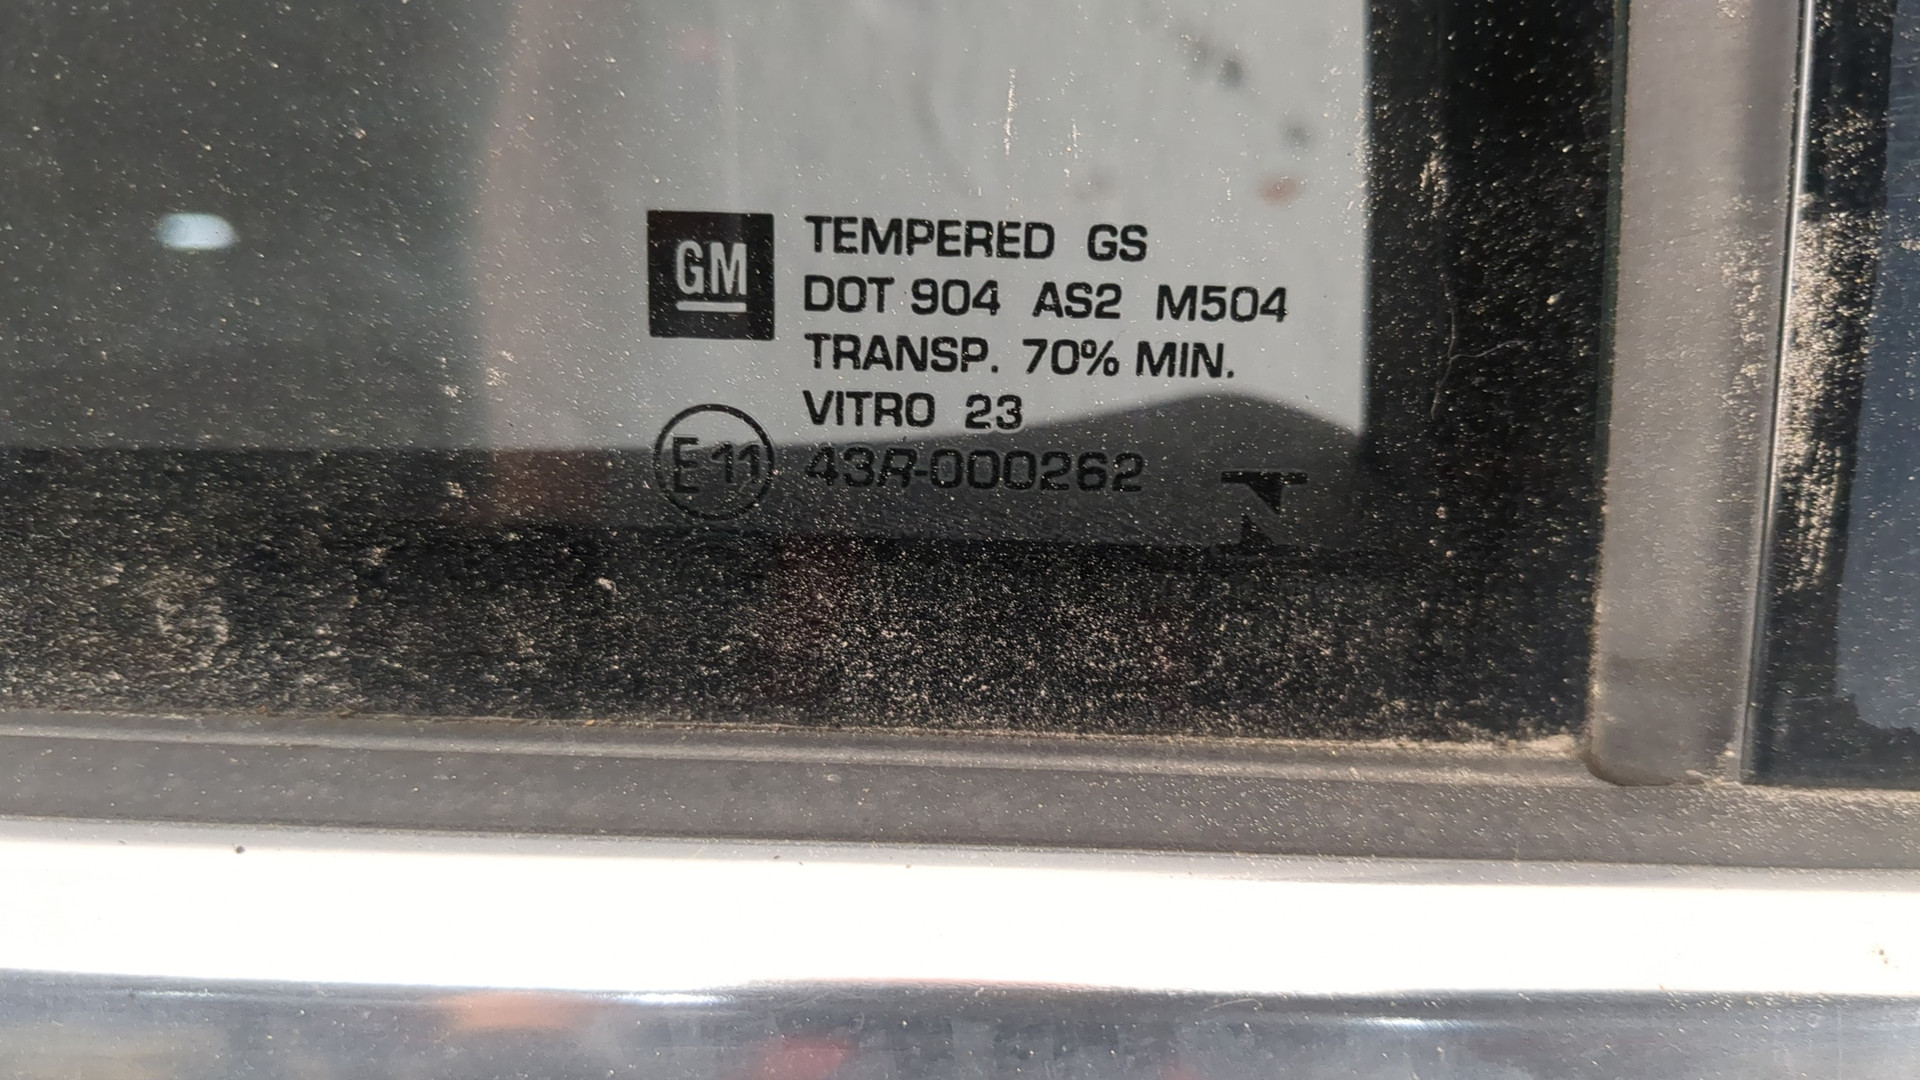 GM
TEMPERED GS
DOT 904 AS2 M504
TRANSP. 70% MIN.
VITRO 23
E11 43R-000262